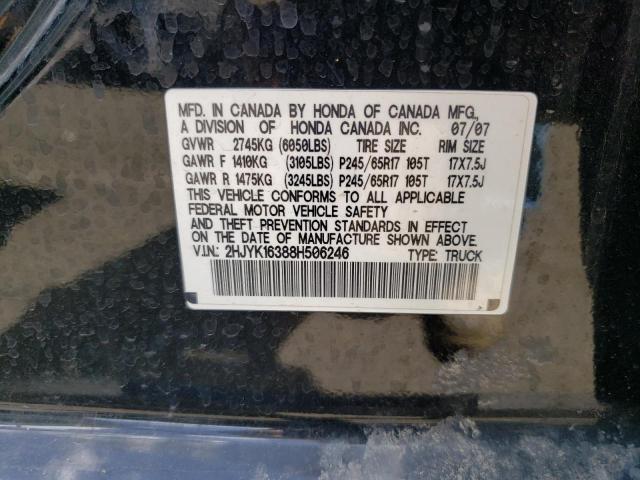 MFD. IN CANADA BY HONDA OF CANADA MFG.,
A DIVISION OF HONDA CANADA INC. 07/07
GVWR 2745KG (6050LBS) TIRE SIZE RIM SIZE
GAWR F 1410KG (3105LBS) P245/65R17 105T 17X7.5J
GAWR R 1475KG (3245LBS) P245/65R17 105T 17X7.5J
THIS VEHICLE CONFORMS TO ALL APPLICABLE
FEDERAL MOTOR VEHICLE SAFETY
AND THEFT PREVENTION STANDARDS IN EFFECT
ON THE DATE OF MANUFACTURE SHOWN ABOVE.
V.I.N.: 2HJYK16388H506246 TYPE: TRUCK